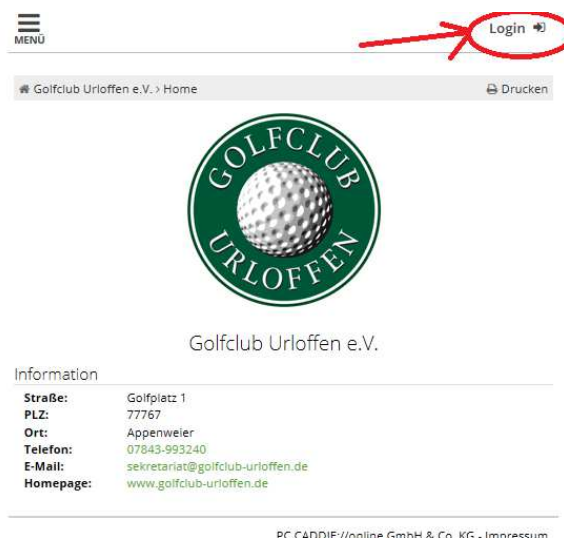 MENÜ
Login
Golfclub Urloffen e.V. › Home
Drucken
GOLFCLUB
URLOFFEN
Golfclub Urloffen e.V.
Information
Straße: Golfplatz 1
PLZ: 77767
Ort: Appenweier
Telefon: 07843-993240
E-Mail: sekretariat@golfclub-urloffen.de
Homepage: www.golfclub-urloffen.de
PC CADDIE://online GmbH & Co. KG - Impressum